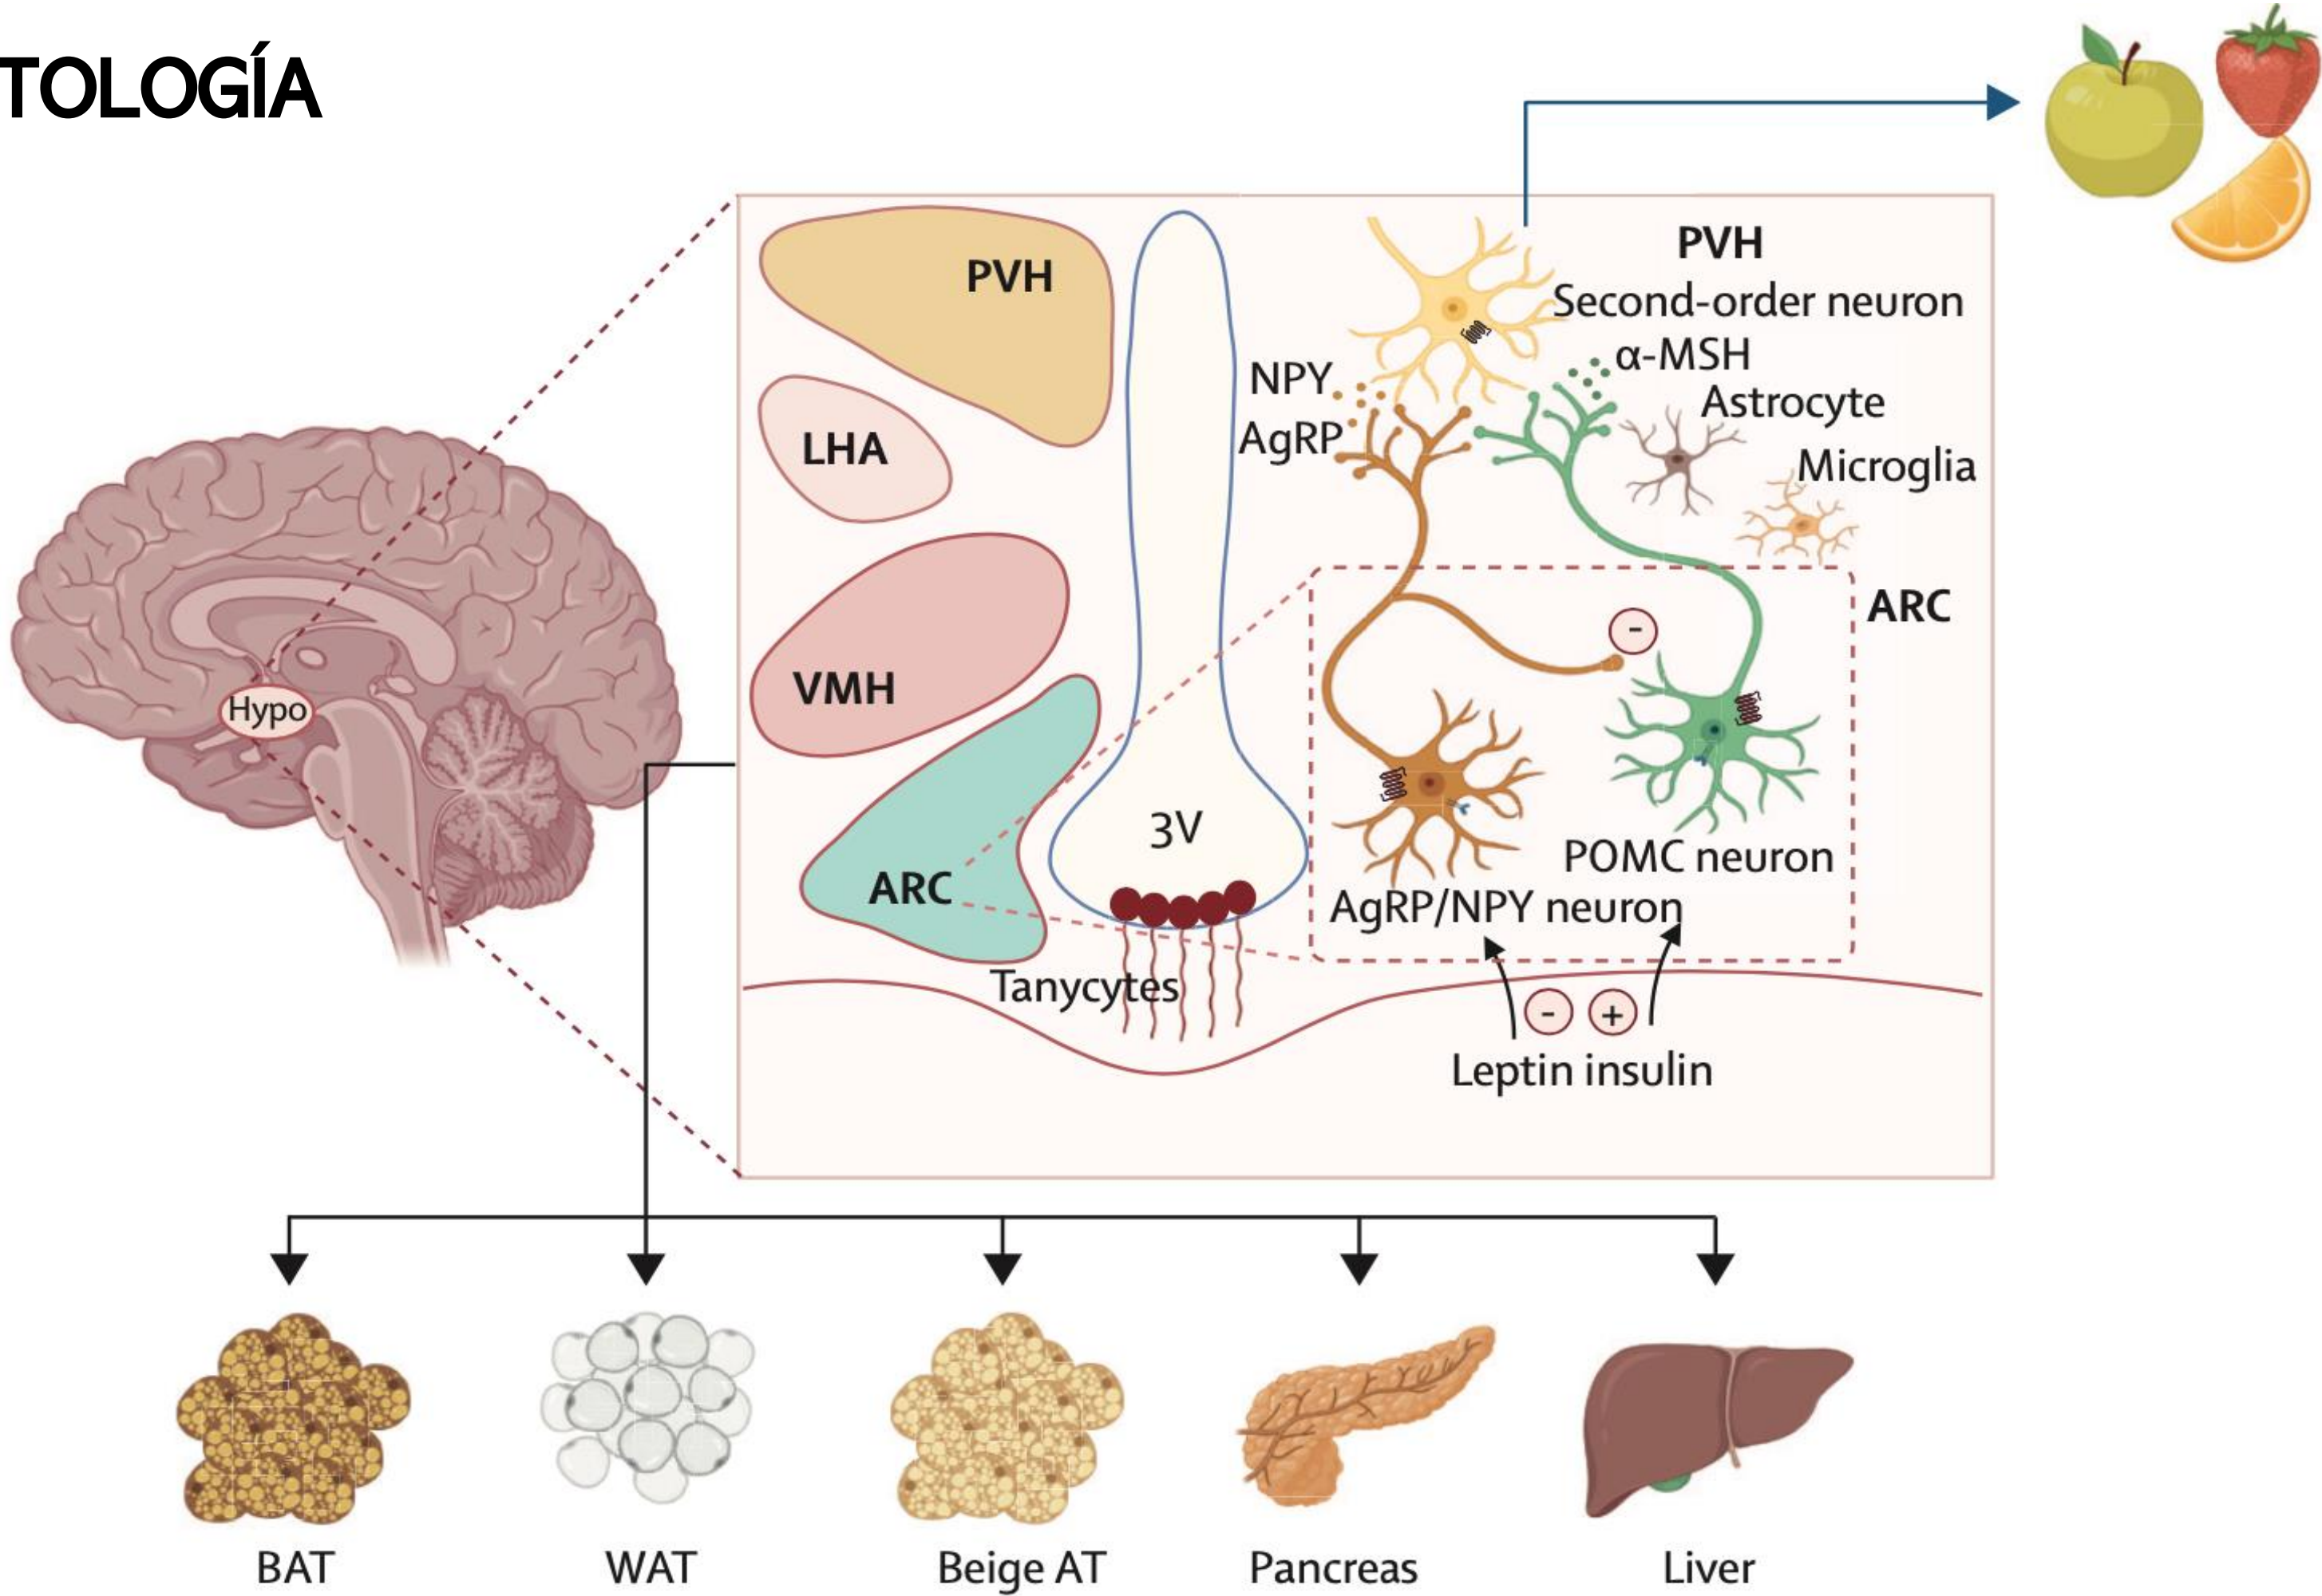 TOLOGÍA
PVH
LHA
VMH
ARC
Hypo
3V
Tanycytes
PVH
Second-order neuron
α-MSH
NPY
AgRP
Astrocyte
Microglia
ARC
-
POMC neuron
AgRP/NPY neuron
- +
Leptin insulin
BAT
WAT
Beige AT
Pancreas
Liver